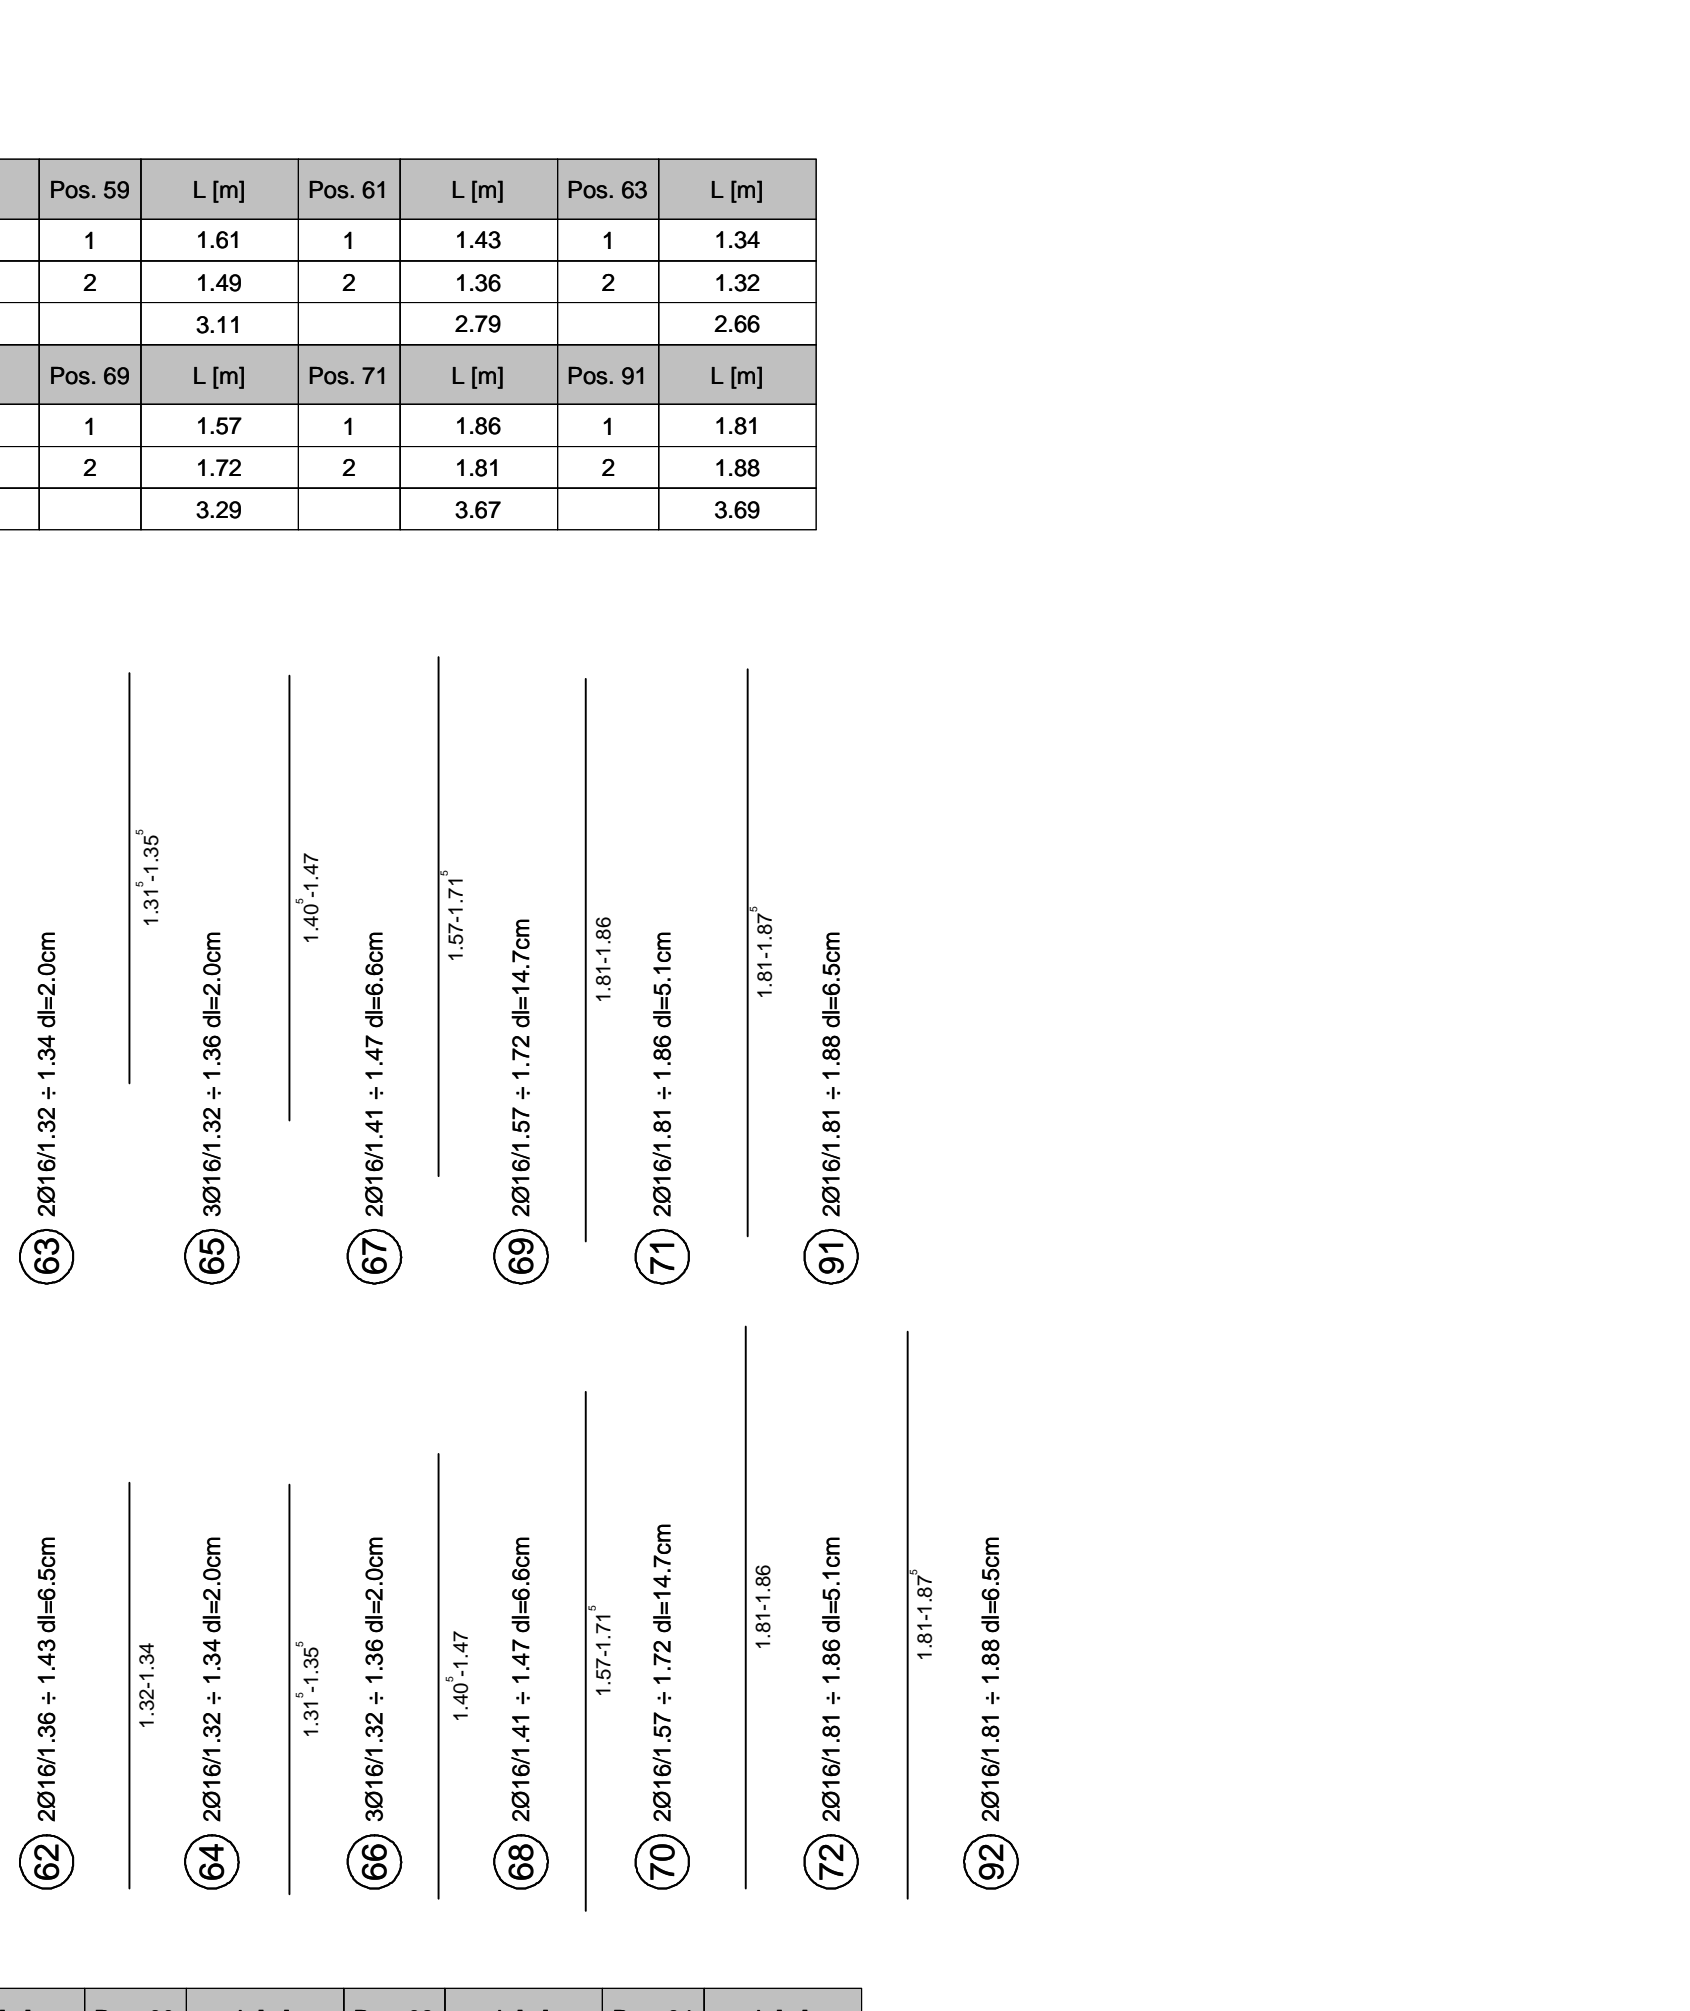 Pos. 59 L [m] Pos. 61 L [m] Pos. 63 L [m]
1 1.61 1 1.43 1 1.34
2 1.49 2 1.36 2 1.32
3.11 2.79 2.66
Pos. 69 L [m] Pos. 71 L [m] Pos. 91 L [m]
1 1.57 1 1.86 1 1.81
2 1.72 2 1.81 2 1.88
3.29 3.67 3.69
63 2Ø16/1.32 ÷ 1.34 dl=2.0cm
1.31⁵-1.35⁵
65 3Ø16/1.32 ÷ 1.36 dl=2.0cm
1.40⁵-1.47
67 2Ø16/1.41 ÷ 1.47 dl=6.6cm
1.57-1.71⁵
69 2Ø16/1.57 ÷ 1.72 dl=14.7cm
1.81-1.86
71 2Ø16/1.81 ÷ 1.86 dl=5.1cm
1.81-1.87⁵
91 2Ø16/1.81 ÷ 1.88 dl=6.5cm
62 2Ø16/1.36 ÷ 1.43 dl=6.5cm
1.32-1.34
64 2Ø16/1.32 ÷ 1.34 dl=2.0cm
1.31⁵-1.35⁵
66 3Ø16/1.32 ÷ 1.36 dl=2.0cm
1.40⁵-1.47
68 2Ø16/1.41 ÷ 1.47 dl=6.6cm
1.57-1.71⁵
70 2Ø16/1.57 ÷ 1.72 dl=14.7cm
1.81-1.86
72 2Ø16/1.81 ÷ 1.86 dl=5.1cm
1.81-1.87⁵
92 2Ø16/1.81 ÷ 1.88 dl=6.5cm